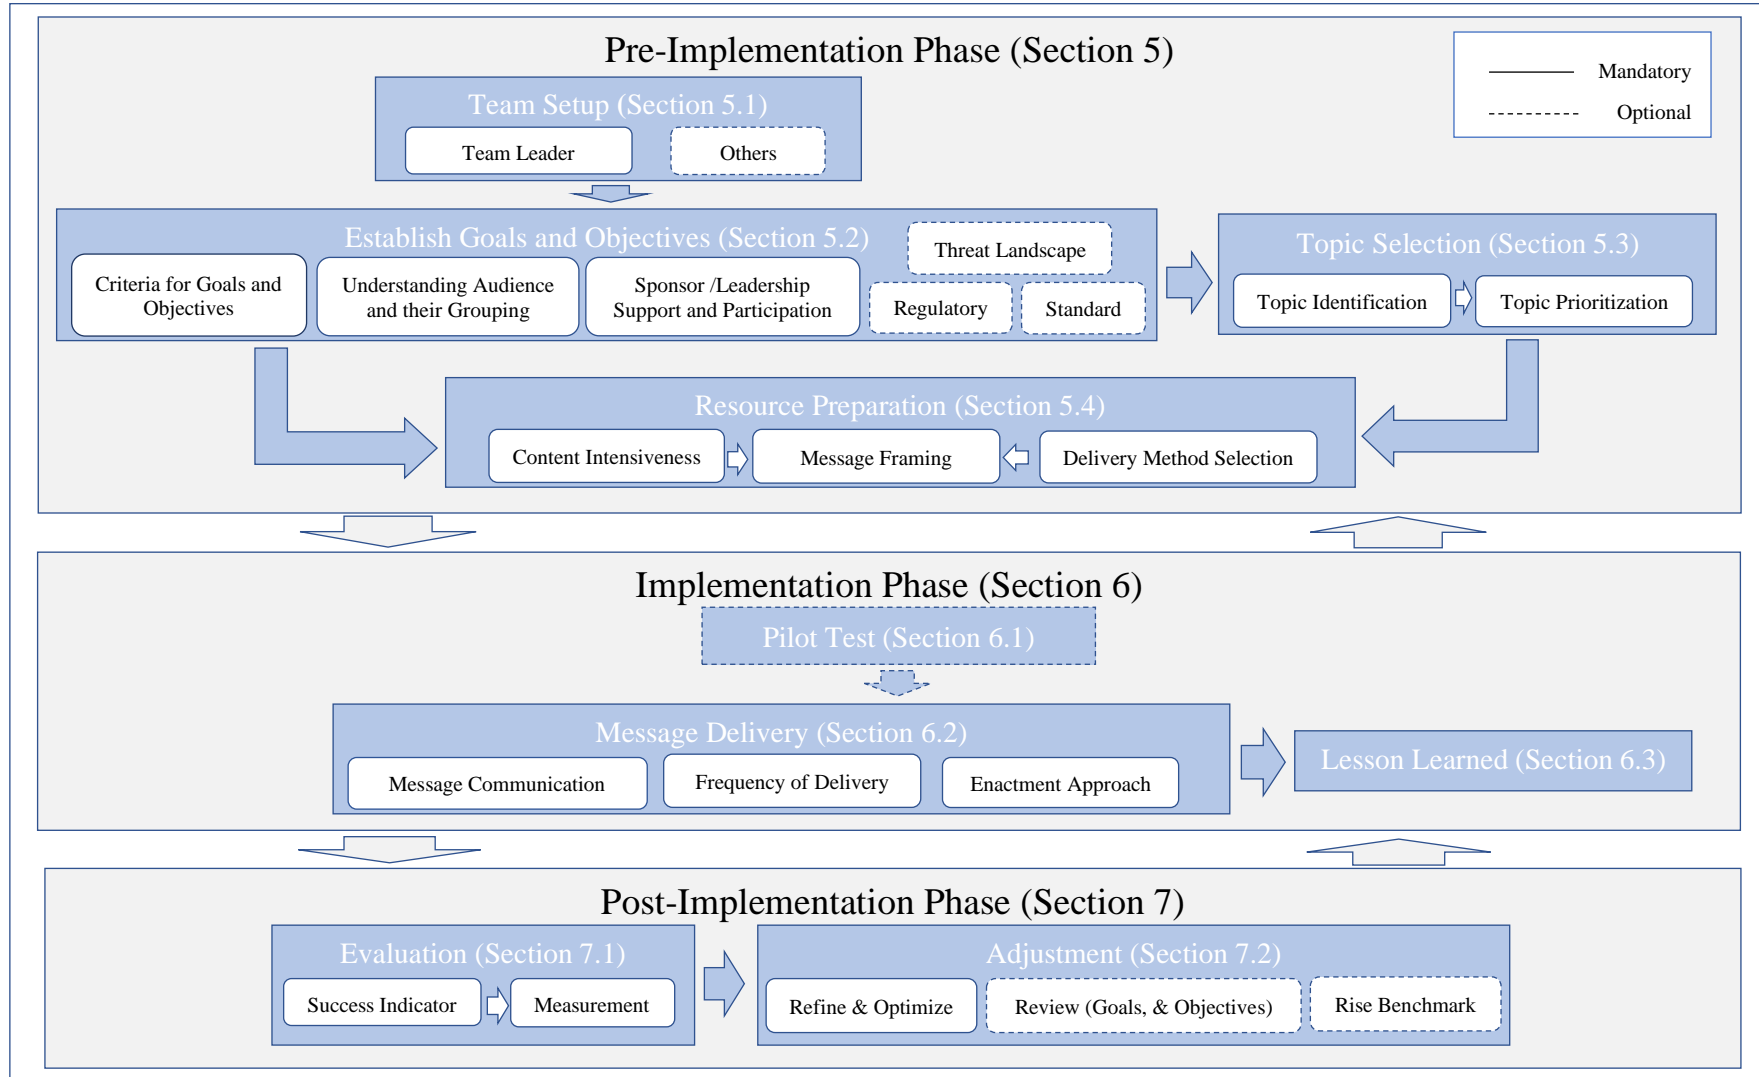 Pre-Implementation Phase (Section 5)
Mandatory
Optional
Team Setup (Section 5.1)
Team Leader
Others
Establish Goals and Objectives (Section 5.2)
Criteria for Goals and
Objectives
Understanding Audience
and their Grouping
Sponsor /Leadership
Support and Participation
Threat Landscape
Regulatory
Standard
Topic Selection (Section 5.3)
Topic Identification
Topic Prioritization
Resource Preparation (Section 5.4)
Content Intensiveness
Message Framing
Delivery Method Selection
Implementation Phase (Section 6)
Pilot Test (Section 6.1)
Message Delivery (Section 6.2)
Message Communication
Frequency of Delivery
Enactment Approach
Lesson Learned (Section 6.3)
Post-Implementation Phase (Section 7)
Evaluation (Section 7.1)
Success Indicator
Measurement
Adjustment (Section 7.2)
Refine & Optimize
Review (Goals, & Objectives)
Rise Benchmark